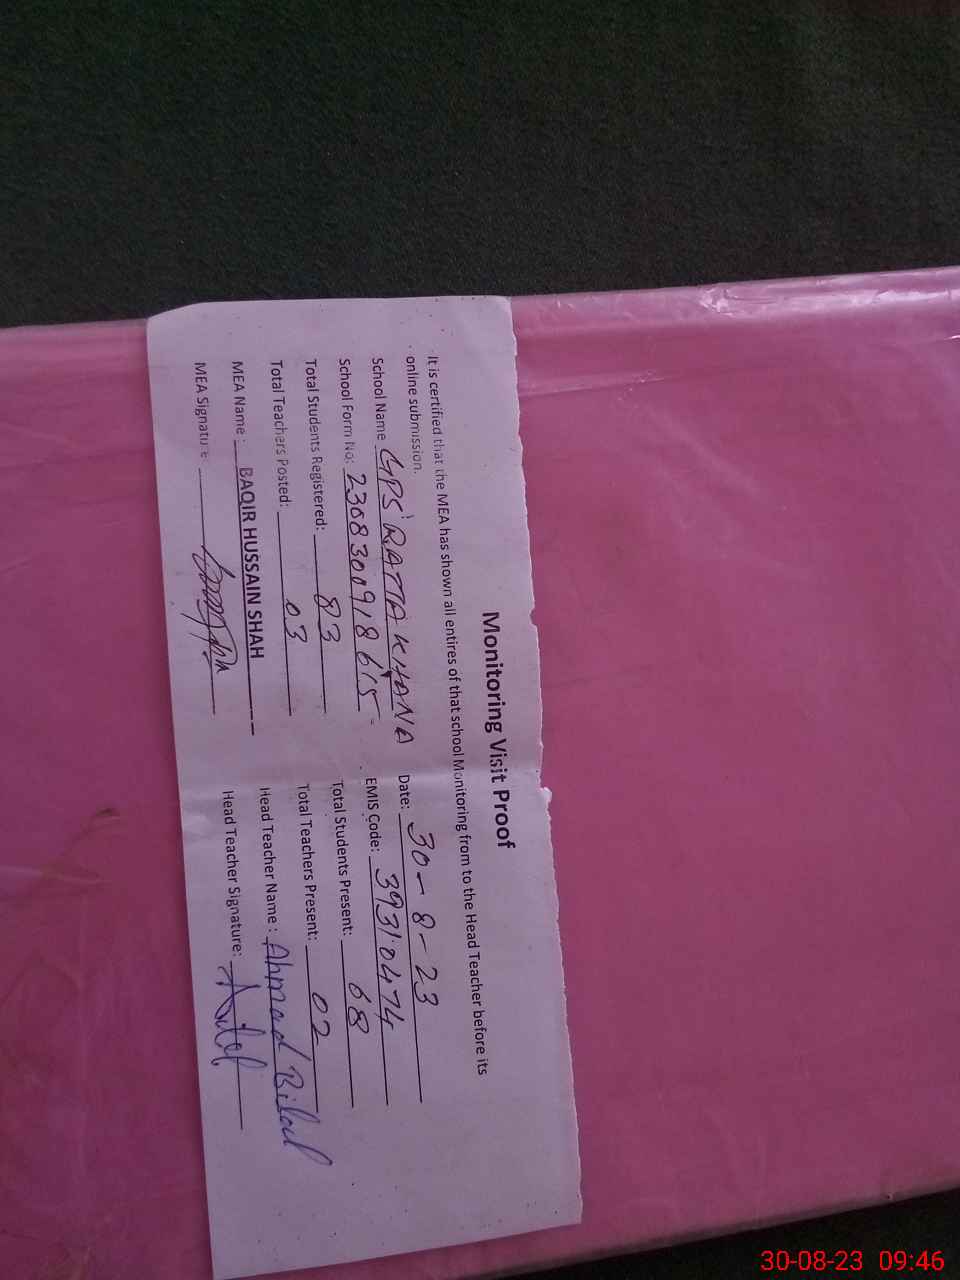 Monitoring Visit Proof
It is certified that the MEA has shown all entires of that school Monitoring from to the Head Teacher before its
online submission.
School Name GPS RATTA KHANA Date: 30-8-23
School Form No: 2308300918615 EMIS Code: 39310474
Total Students Registered: 83 Total Students Present: 68
Total Teachers Posted: 03 Total Teachers Present: 02
MEA Name: BAQIR HUSSAIN SHAH Head Teacher Name: Ahmad Bilal
MEA Signature Head Teacher Signature:
30-08-23 09:46